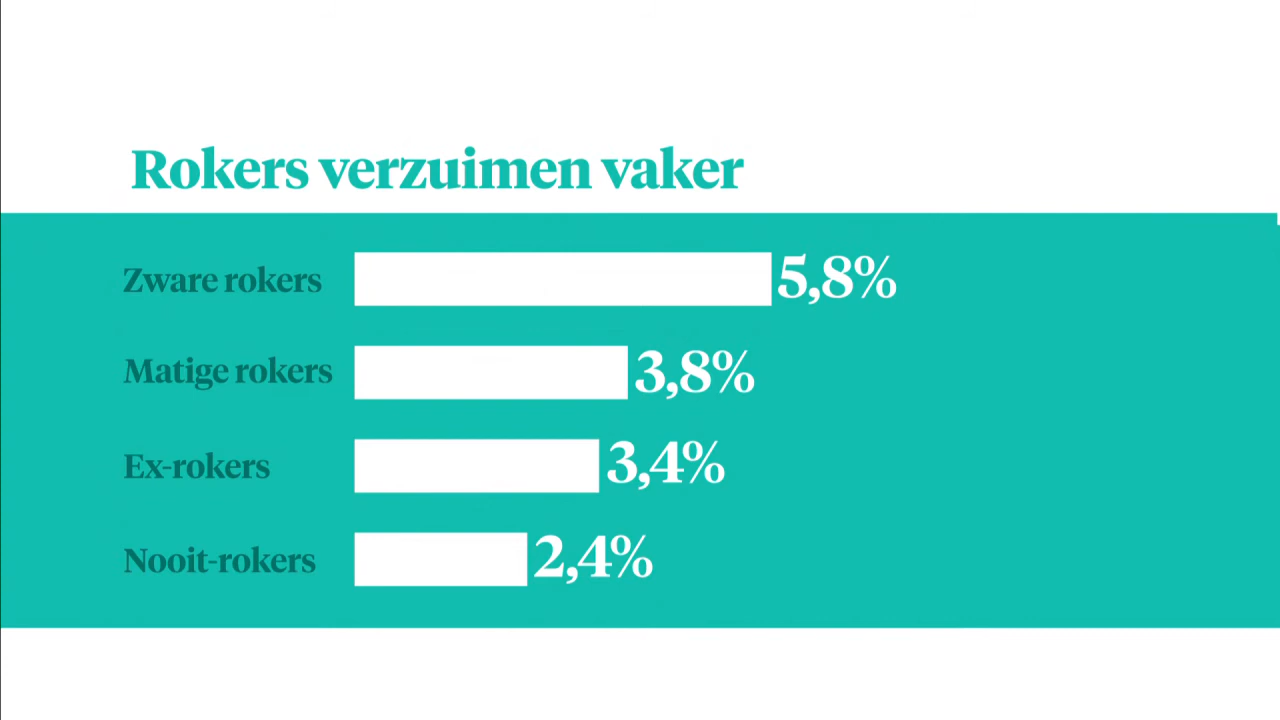 Rokers verzuimen vaker
Zware rokers 5,8%
Matige rokers 3,8%
Ex-rokers 3,4%
Nooit-rokers 2,4%